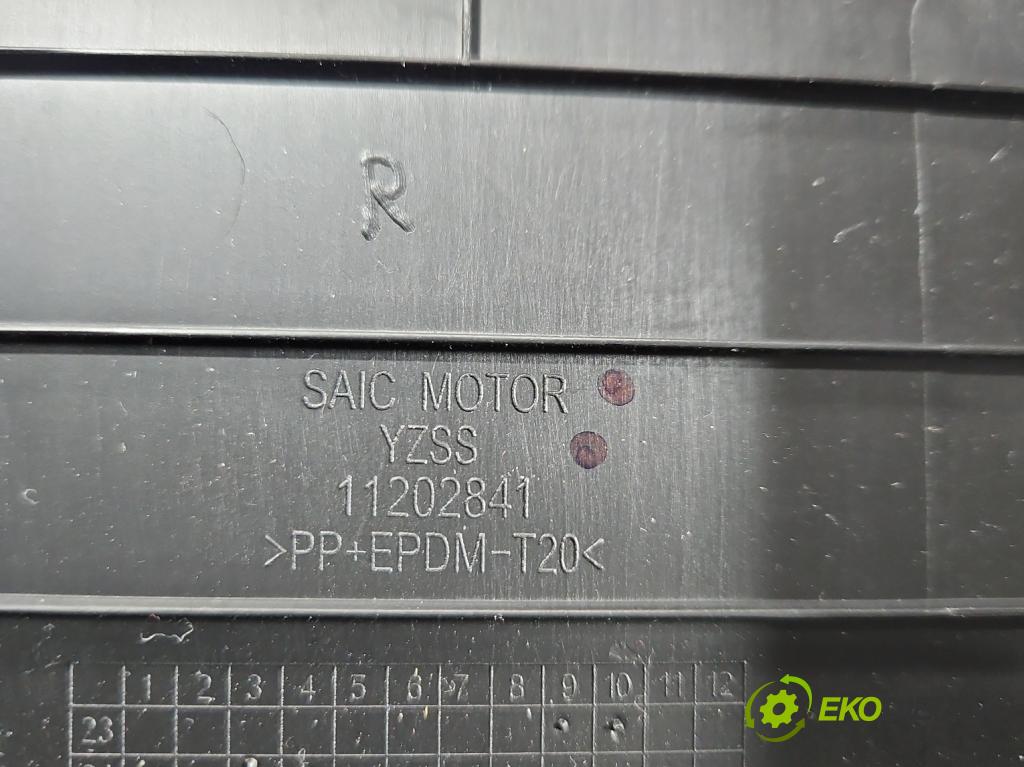 R
SAIC MOTOR
YZSS
11202841
>PP+EPDM-T20<
1 2 3 4 5 6 7 8 9 10 11 12
23
EKO